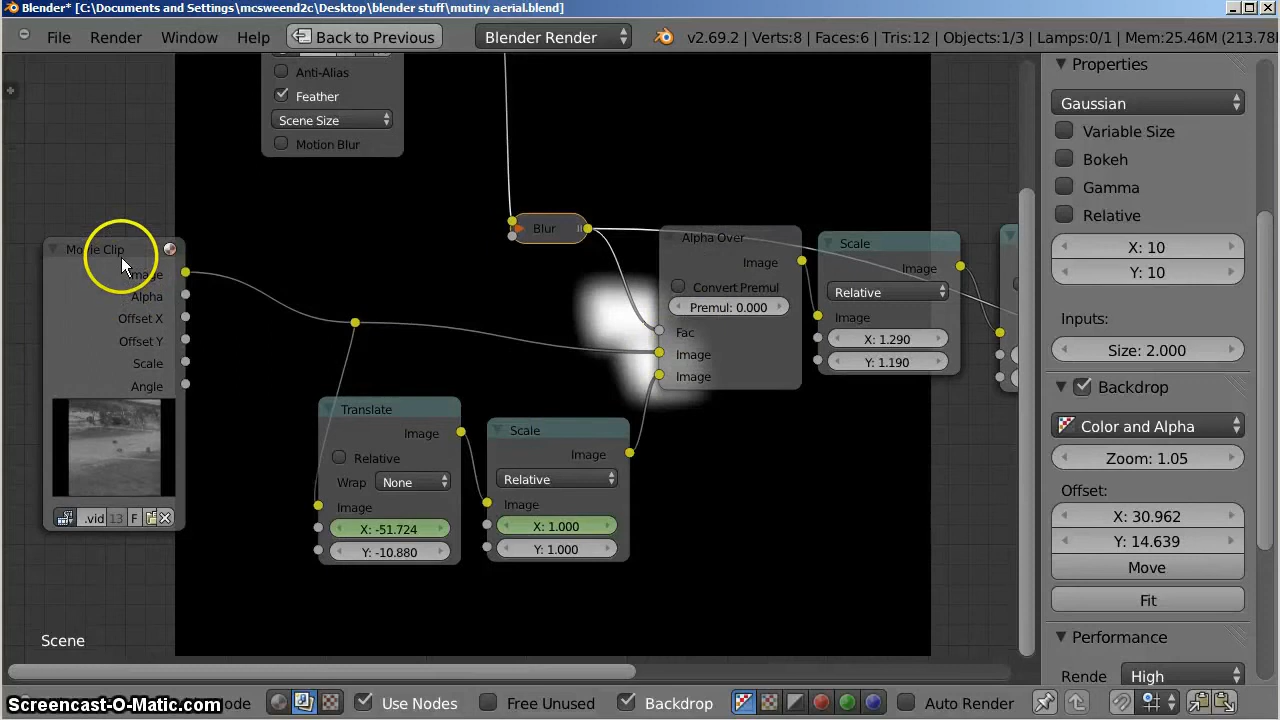 Blender* [C:\Documents and Settings\mcsweend2c\Desktop\blender stuff\mutiny aerial.blend]
File Render Window Help Back to Previous Blender Render v2.69.2 | Verts:8 | Faces:6 | Tris:12 | Objects:1/3 | Lamps:0/1 | Mem:25.46M (213.78
Anti-Alias
Feather
Scene Size
Motion Blur
Blur
Movie Clip
Image
Alpha
Offset X
Offset Y
Scale
Angle
.vid 13 F
Alpha Over
Image
Convert Premul
Premul: 0.000
Fac
Image
Image
Scale
Image
Relative
Image
X: 1.290
Y: 1.190
Translate
Image
Relative
Wrap None
Image
X: -51.724
Y: -10.880
Scale
Image
Relative
Image
X: 1.000
Y: 1.000
Scene
Properties
Gaussian
Variable Size
Bokeh
Gamma
Relative
X: 10
Y: 10
Inputs:
Size: 2.000
Backdrop
Color and Alpha
Zoom: 1.05
Offset:
X: 30.962
Y: 14.639
Move
Fit
Performance
Rende High
ode Use Nodes Free Unused Backdrop Auto Render
Screencast-O-Matic.com